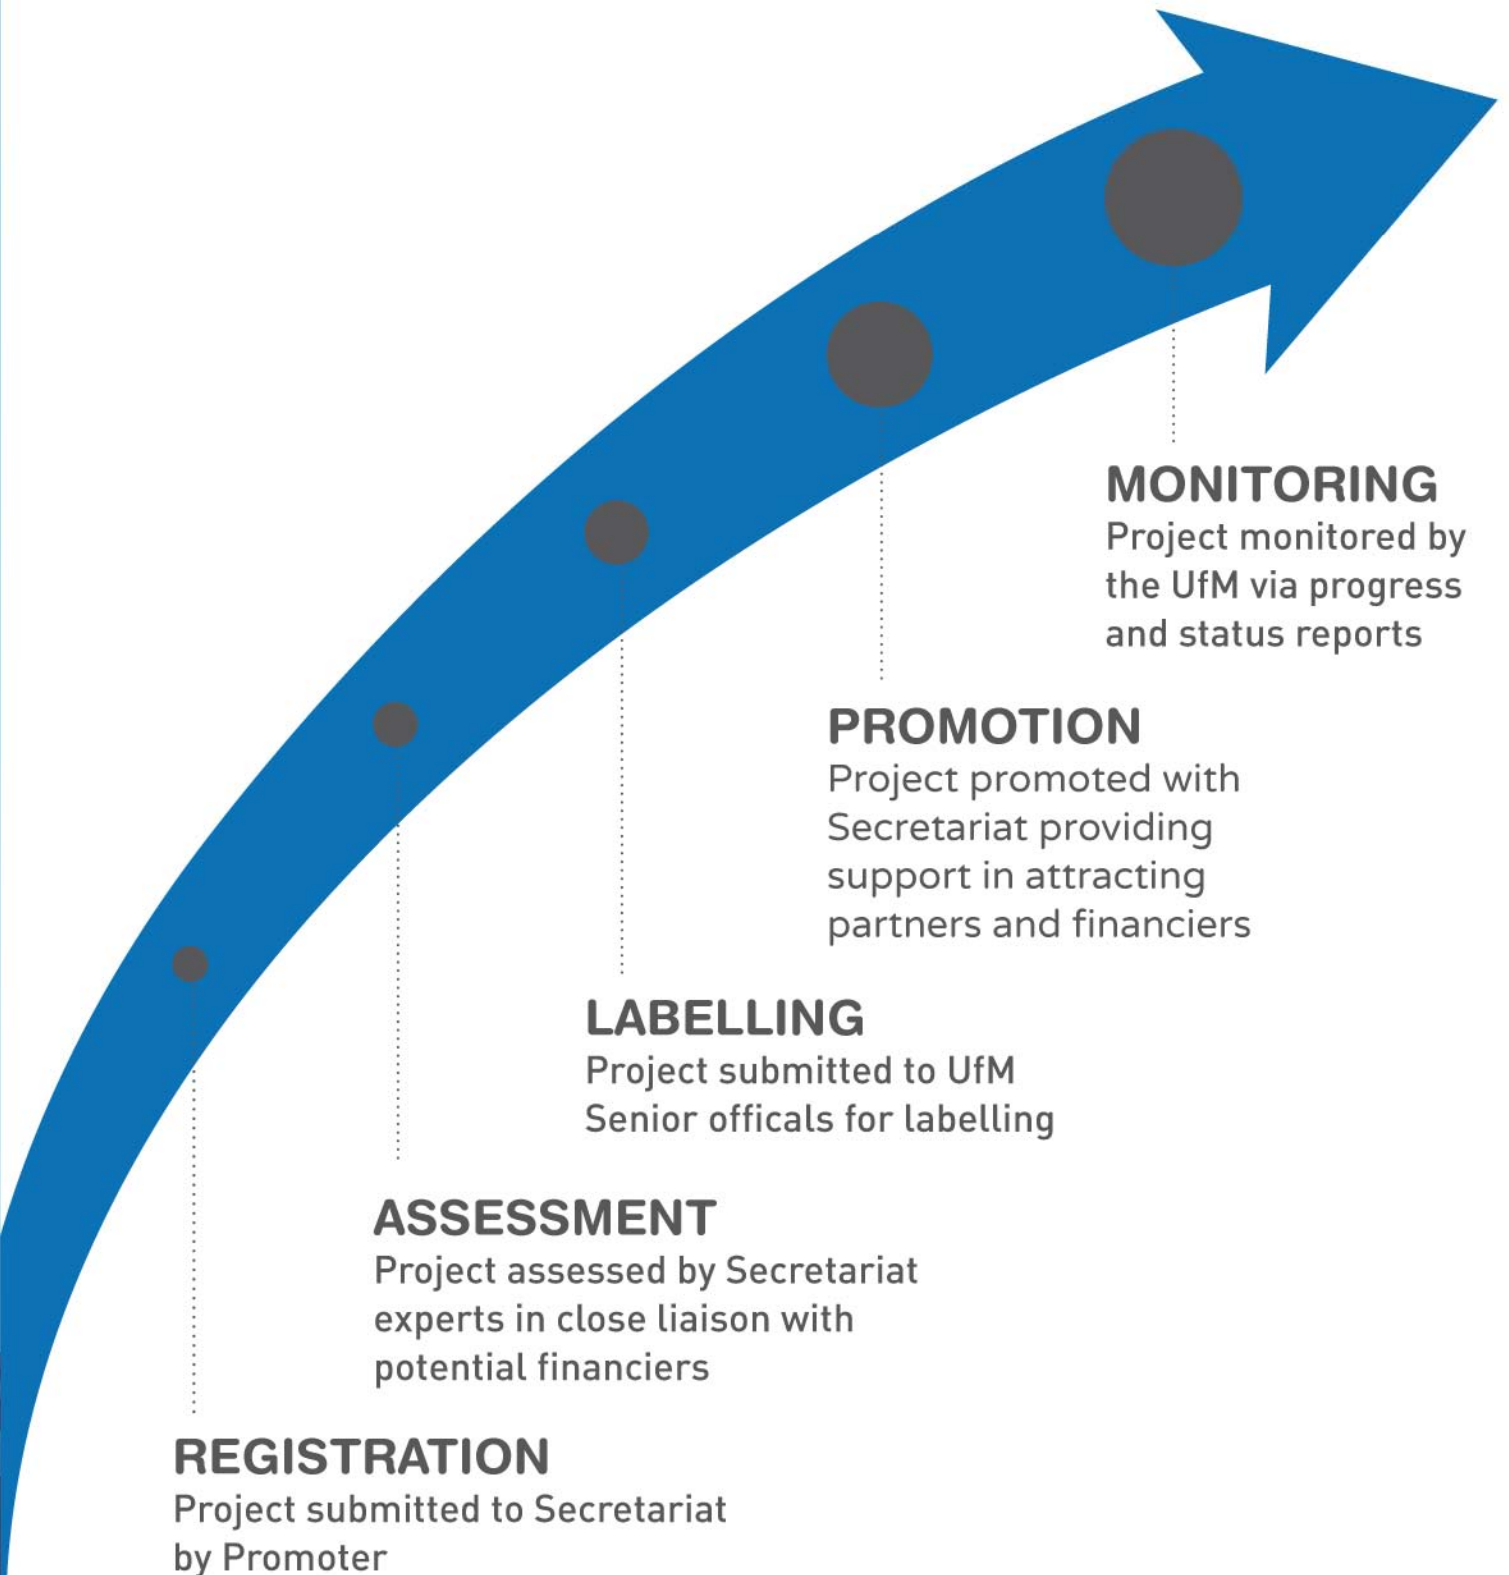 MONITORING
Project monitored by
the UfM via progress
and status reports
PROMOTION
Project promoted with
Secretariat providing
support in attracting
partners and financiers
LABELLING
Project submitted to UfM
Senior officals for labelling
ASSESSMENT
Project assessed by Secretariat
experts in close liaison with
potential financiers
REGISTRATION
Project submitted to Secretariat
by Promoter